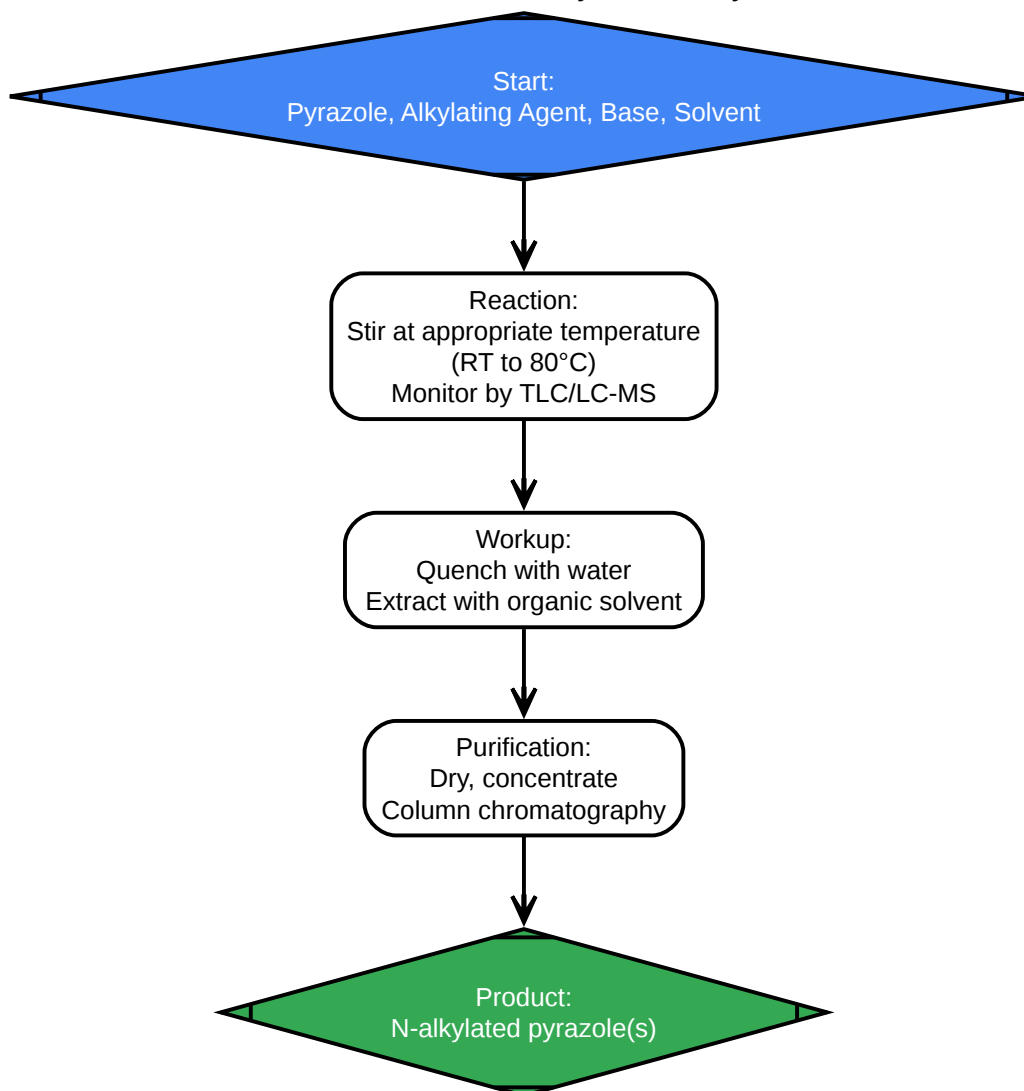 Start:
Pyrazole, Alkylating Agent, Base, Solvent
Reaction:
Stir at appropriate temperature
(RT to 80°C)
Monitor by TLC/LC-MS
Workup:
Quench with water
Extract with organic solvent
Purification:
Dry, concentrate
Column chromatography
Product:
N-alkylated pyrazole(s)